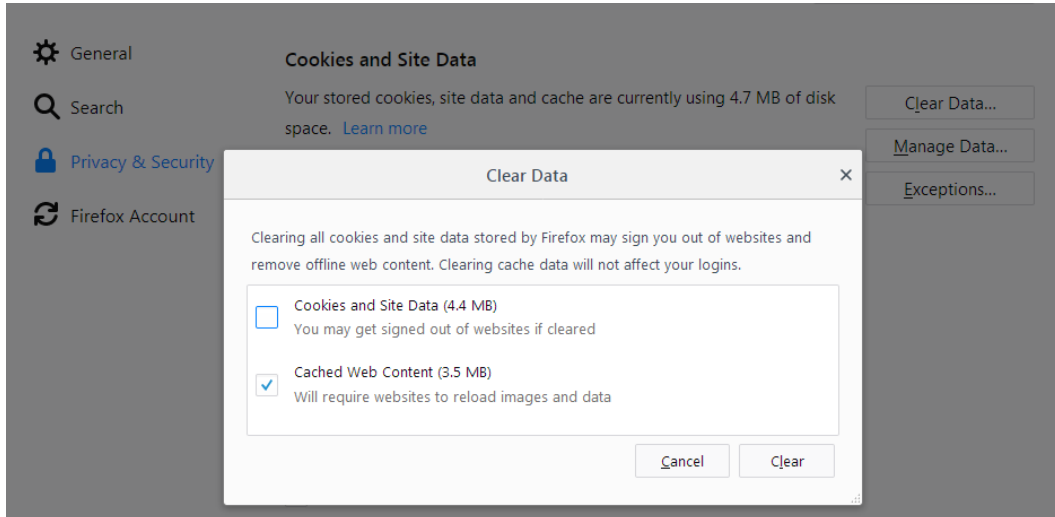 General
Search
Privacy & Security
Firefox Account
Cookies and Site Data
Your stored cookies, site data and cache are currently using 4.7 MB of disk
space. Learn more
Clear Data...
Manage Data...
Exceptions...
Clear Data
Clearing all cookies and site data stored by Firefox may sign you out of websites and
remove offline web content. Clearing cache data will not affect your logins.
Cookies and Site Data (4.4 MB)
You may get signed out of websites if cleared
Cached Web Content (3.5 MB)
Will require websites to reload images and data
Cancel
Clear